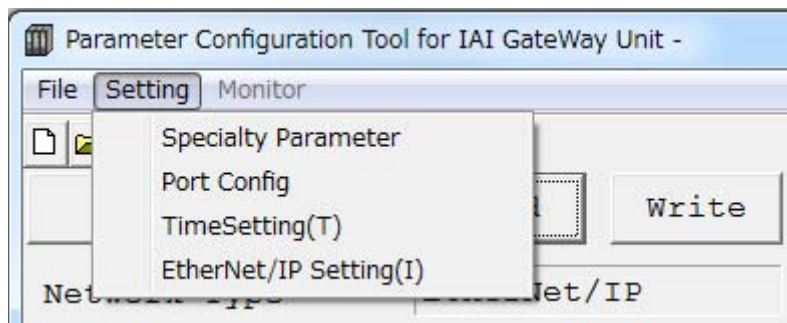 Parameter Configuration Tool for IAI GateWay Unit -
File Setting Monitor
Specialty Parameter
Port Config
TimeSetting(T)
Write
EtherNet/IP Setting(I)